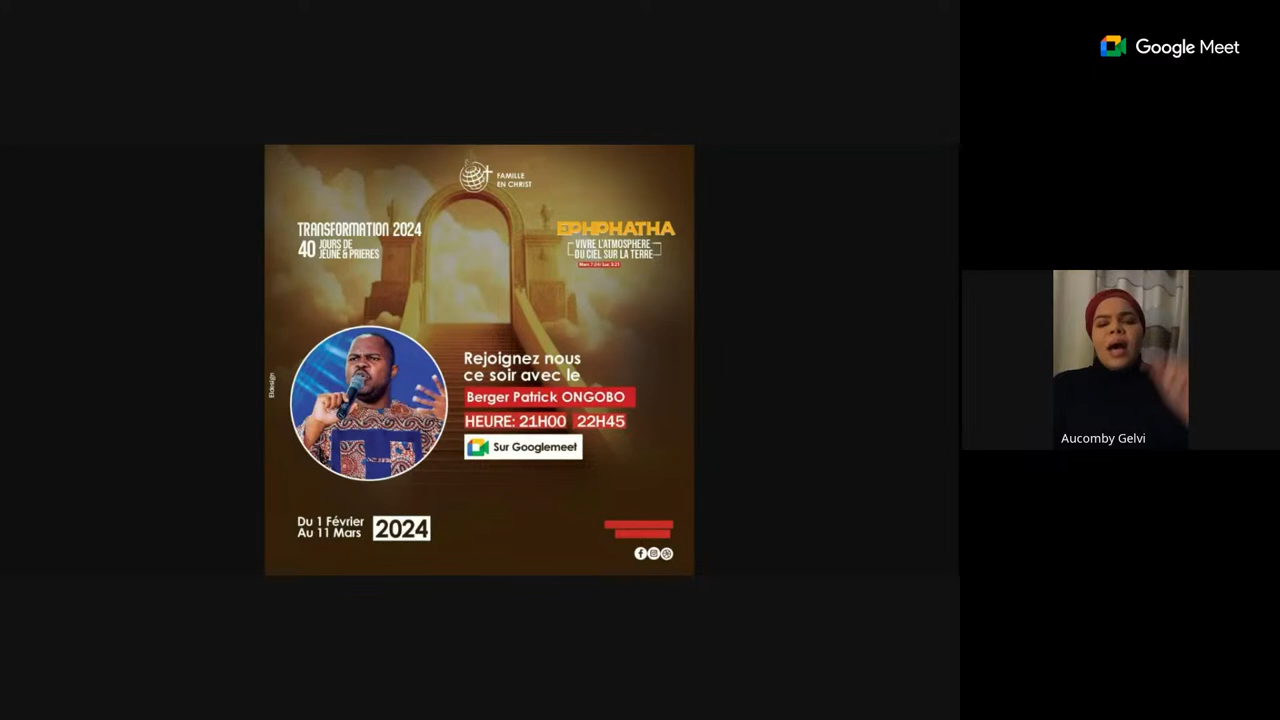 Google Meet
FAMILLE
EN CHRIST
TRANSFORMATION 2024
40 JOURS DE
JEUNE & PRIERES
EPHPHATHA
VIVRE L'ATMOSPHERE
DU CIEL SUR LA TERRE
Rejoignez nous
ce soir avec le
Berger Patrick ONGOBO
HEURE: 21H00 22H45
Sur Googlemeet
Eldesign
Du 1 Février
Au 11 Mars
2024
Aucomby Gelvi